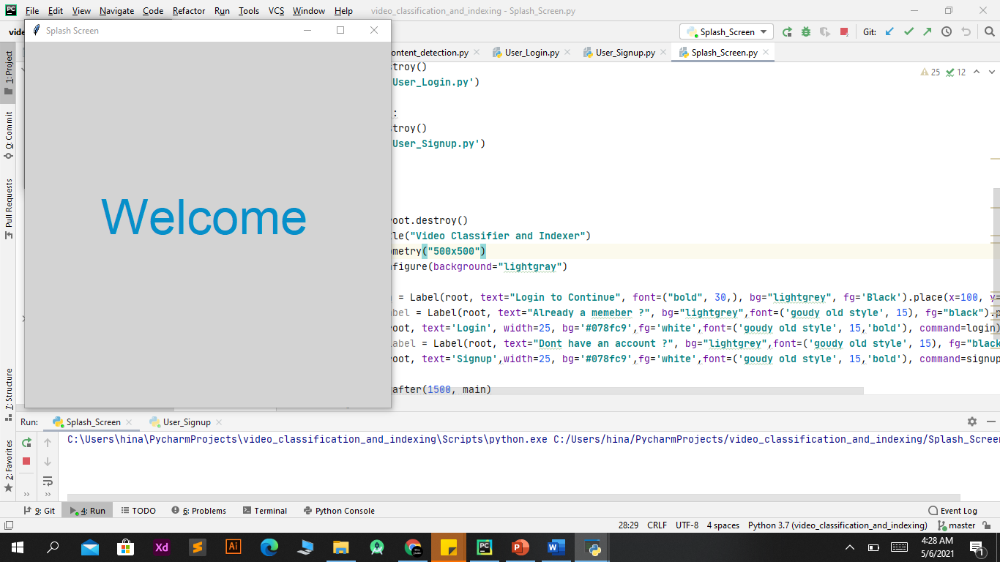 File Edit View Navigate Code Refactor Run Tools VCS Window Help video_classification_and_indexing - Splash_Screen.py
Splash_Screen Git:
Splash Screen
ontent_detection.py User_Login.py User_Signup.py Splash_Screen.py
25 12
1: Project
0: Commit
Pull Requests
7: Structure
2: Favorites
Welcome
stroy()
User_Login.py')
:
stroy()
User_Signup.py')
root.destroy()
tle("Video Classifier and Indexer")
ometry("500x500")
nfigure(background="lightgray")
= Label(root, text="Login to Continue", font=("bold", 30,), bg="lightgrey", fg='Black').place(x=100, y=
abel = Label(root, text="Already a memeber ?", bg="lightgrey",font=('goudy old style', 15), fg="black").p
oot, text='Login', width=25, bg='#078fc9',fg='white',font=('goudy old style', 15,'bold'), command=login)
label = Label(root, text="Dont have an account ?", bg="lightgrey",font=('goudy old style', 15), fg="black
oot, text='Signup',width=25, bg='#078fc9',fg='white',font=('goudy old style', 15,'bold'), command=signup
after(1500, main)
Run: Splash_Screen User_Signup
C:\Users\hina\PycharmProjects\video_classification_and_indexing\Scripts\python.exe C:/Users/hina/PycharmProjects/video_classification_and_indexing/Splash_Screen
9: Git 4: Run TODO 6: Problems Terminal Python Console Event Log
28:29 CRLF UTF-8 4 spaces Python 3.7 (video_classification_and_indexing) master
4:28 AM
5/6/2021
1